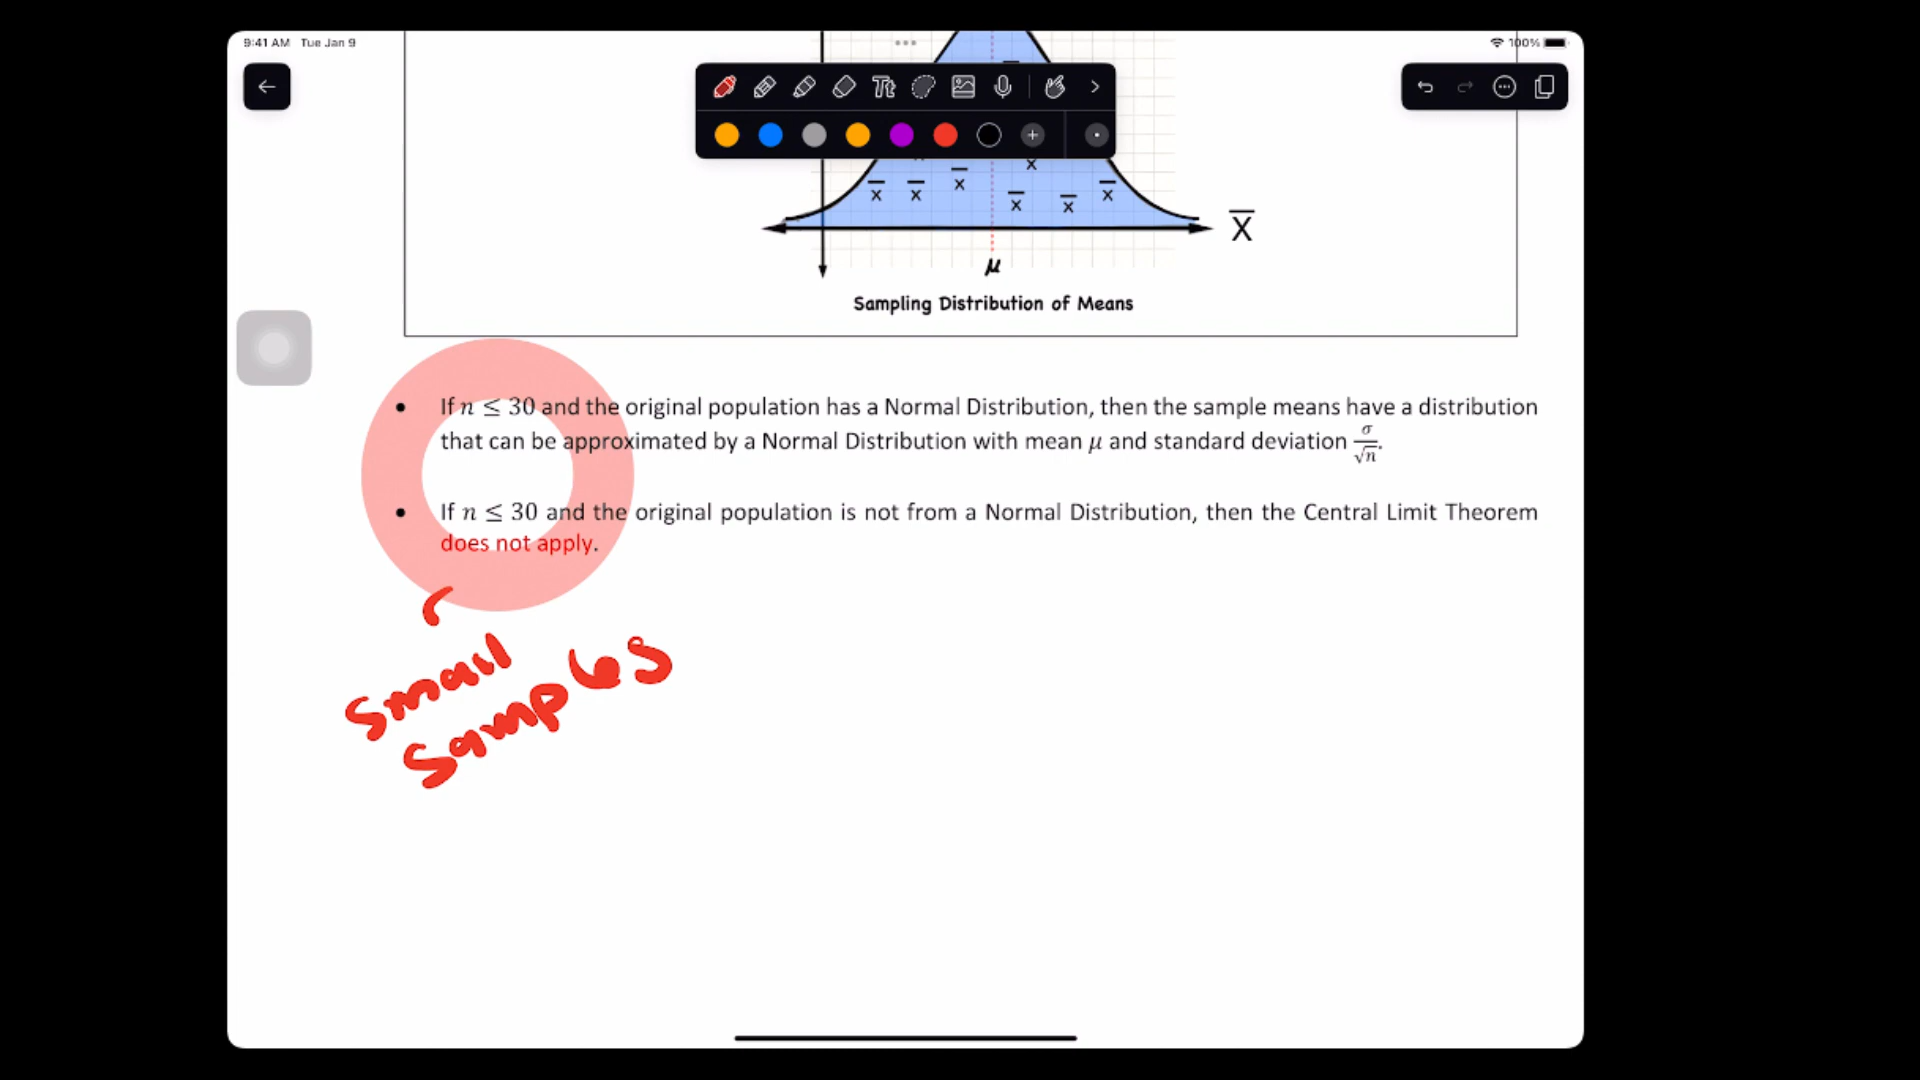 9:41 AM Tue Jan 9
100%
Tt
x̄
x̄ x̄ x̄ x̄ x̄ x̄
X̄
μ
Sampling Distribution of Means
• If n ≤ 30 and the original population has a Normal Distribution, then the sample means have a distribution
that can be approximated by a Normal Distribution with mean μ and standard deviation σ/√n.
• If n ≤ 30 and the original population is not from a Normal Distribution, then the Central Limit Theorem
does not apply.
Small
Samples